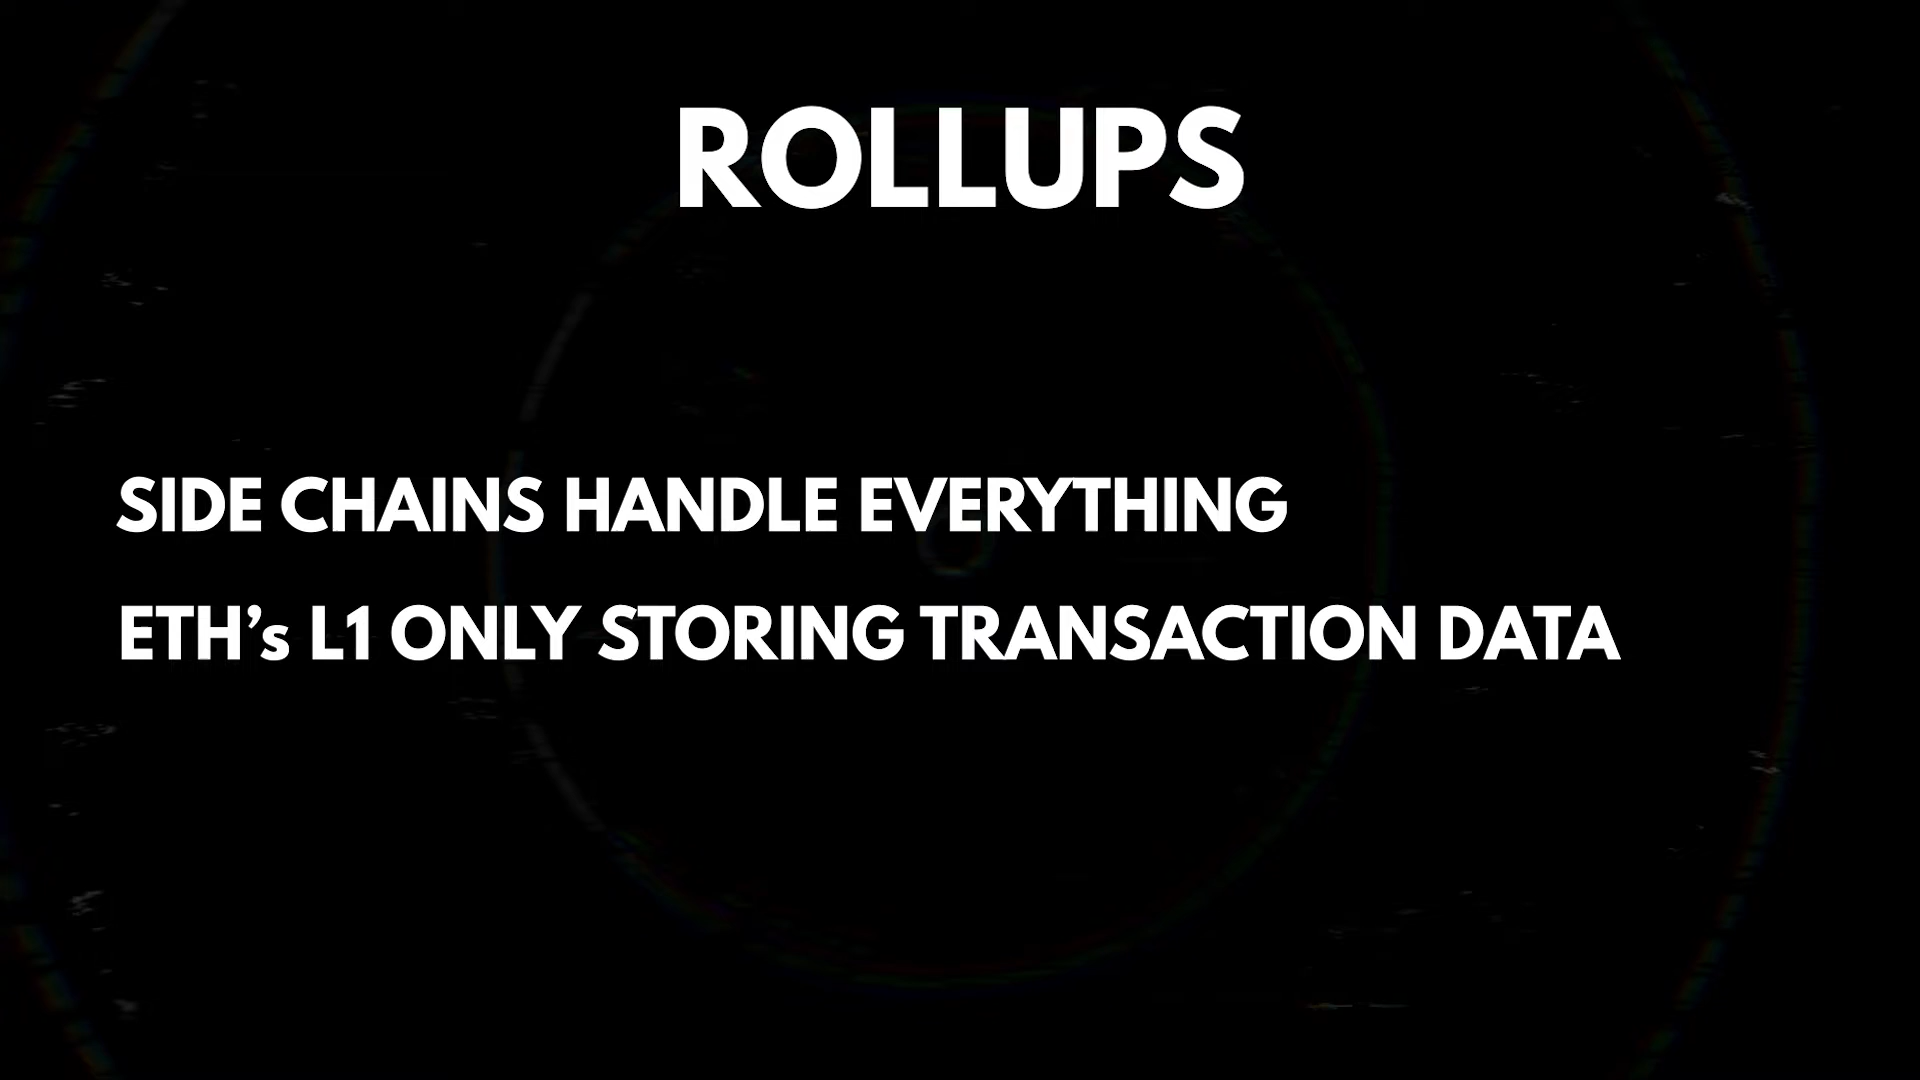 ROLLUPS
SIDE CHAINS HANDLE EVERYTHING
ETH’s L1 ONLY STORING TRANSACTION DATA